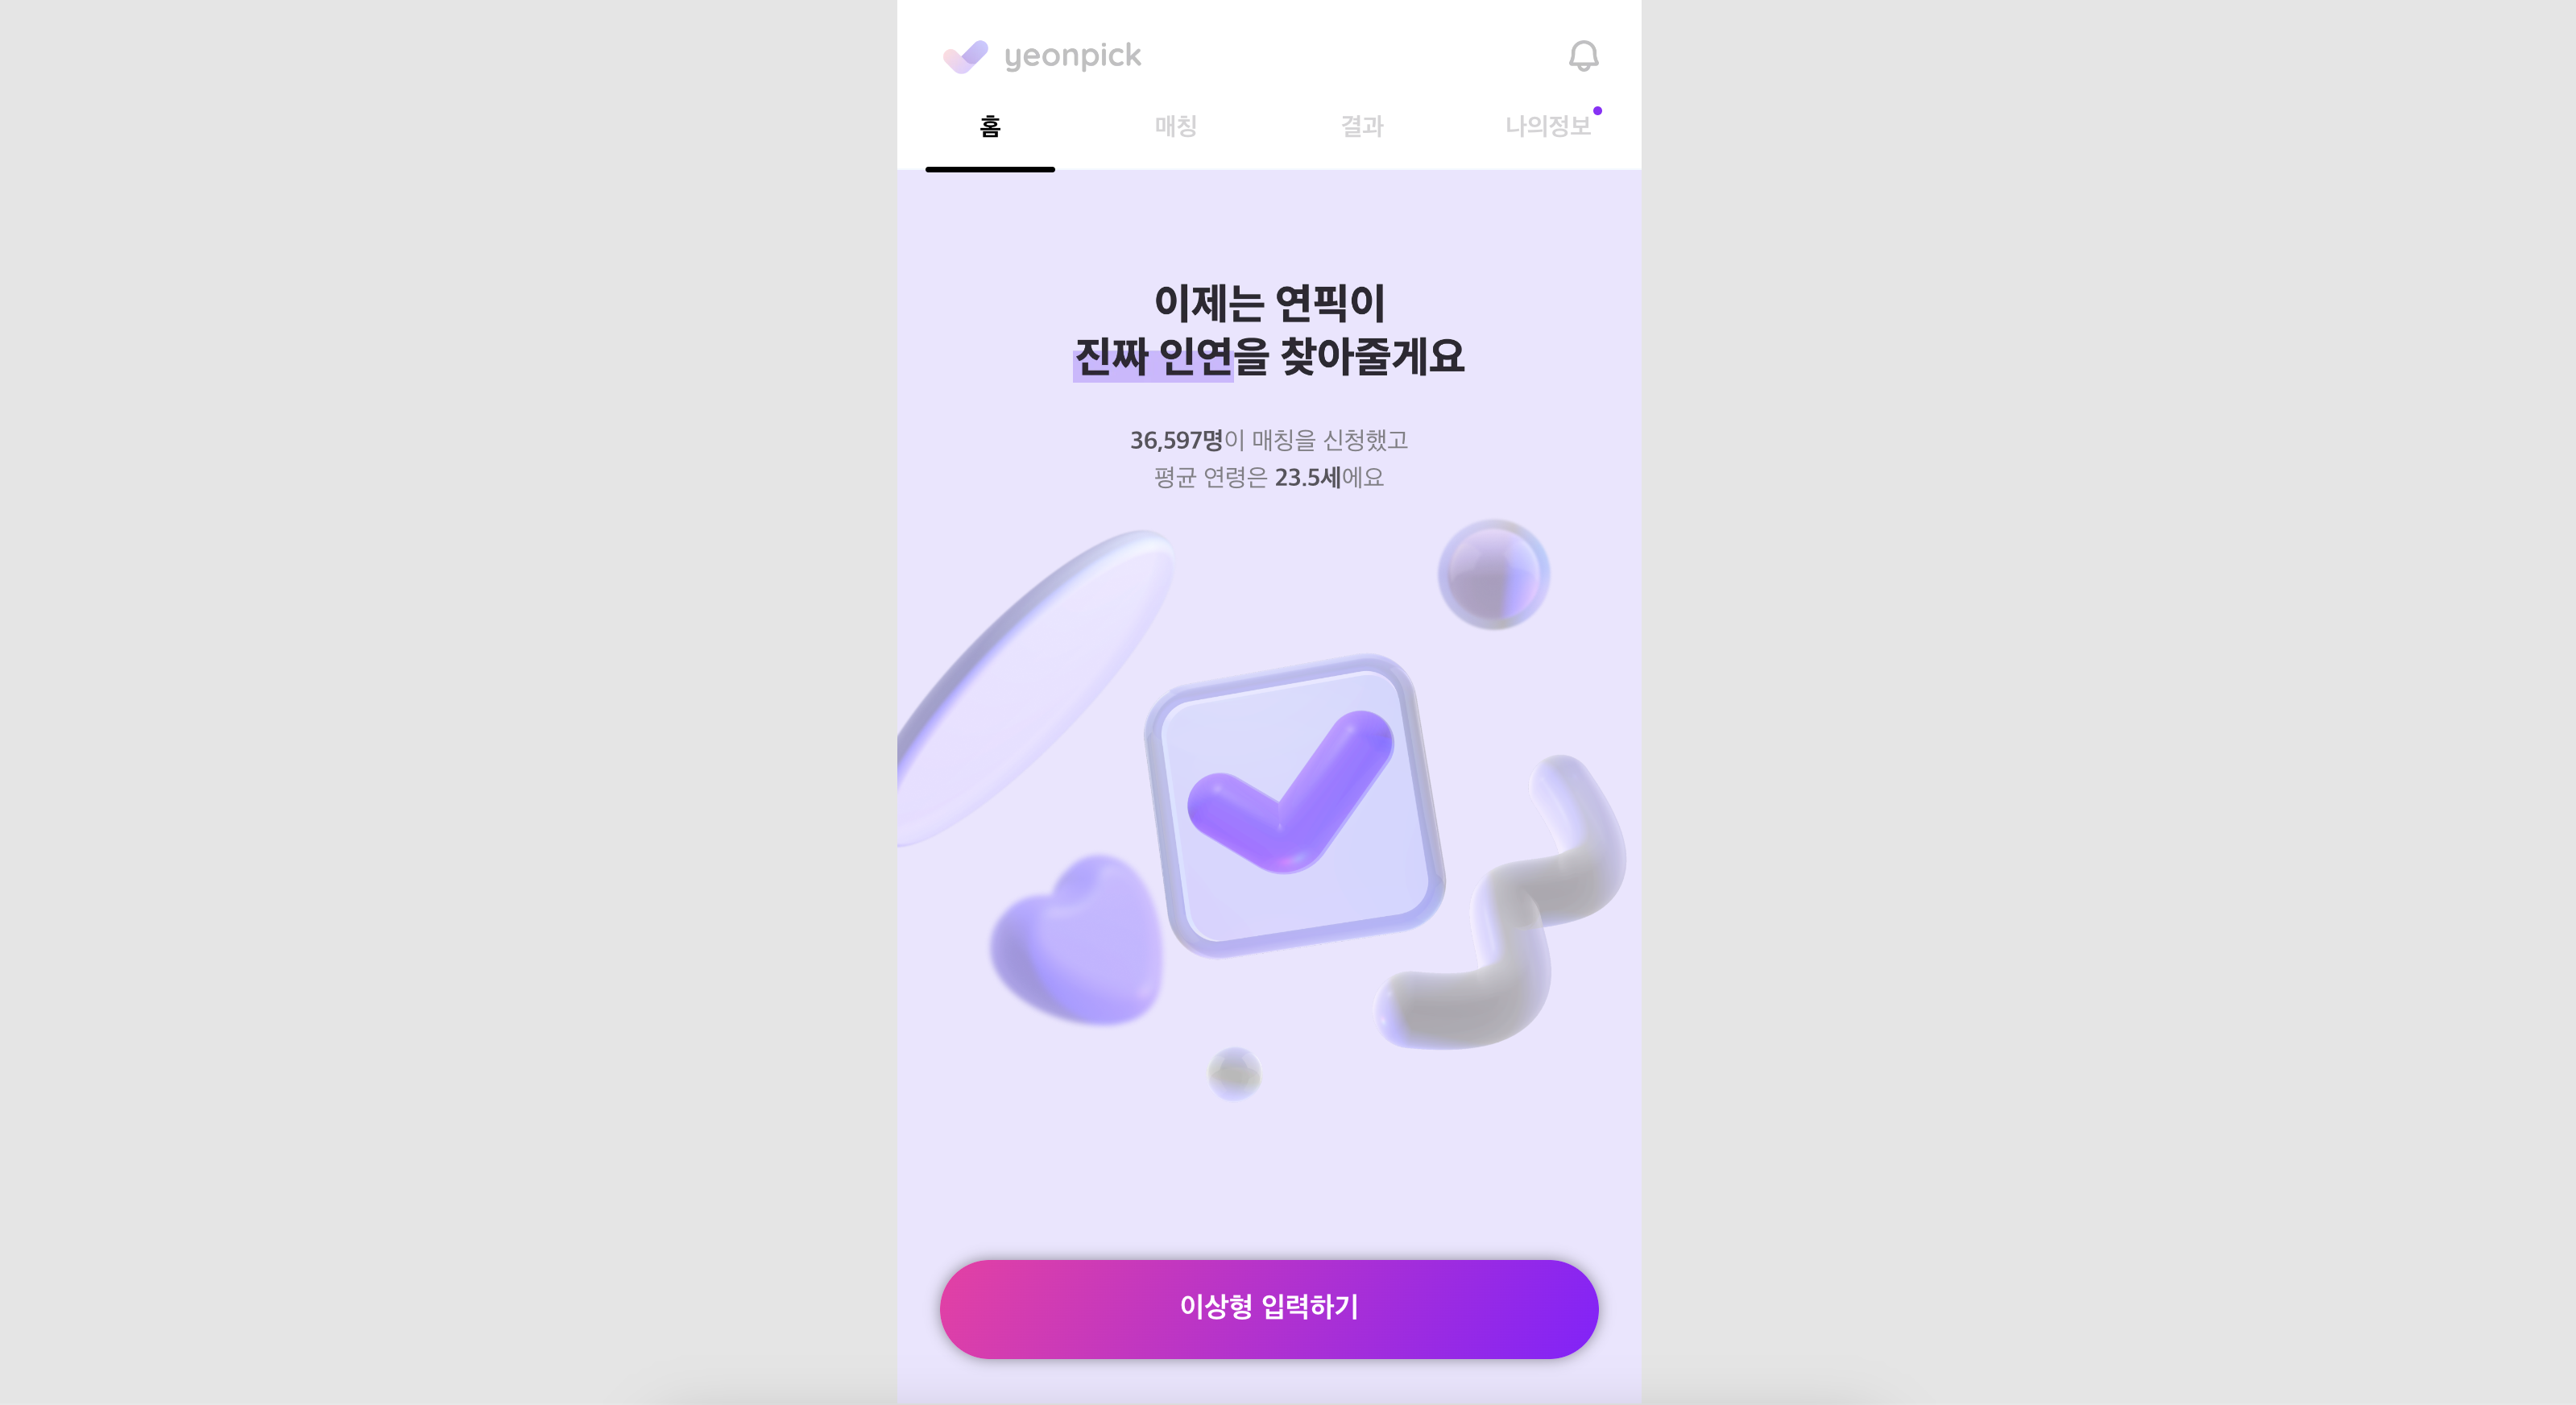 yeonpick
홈 매칭 결과 나의정보
이제는 연픽이
진짜 인연을 찾아줄게요
36,597명이 매칭을 신청했고
평균 연령은 23.5세에요
이상형 입력하기